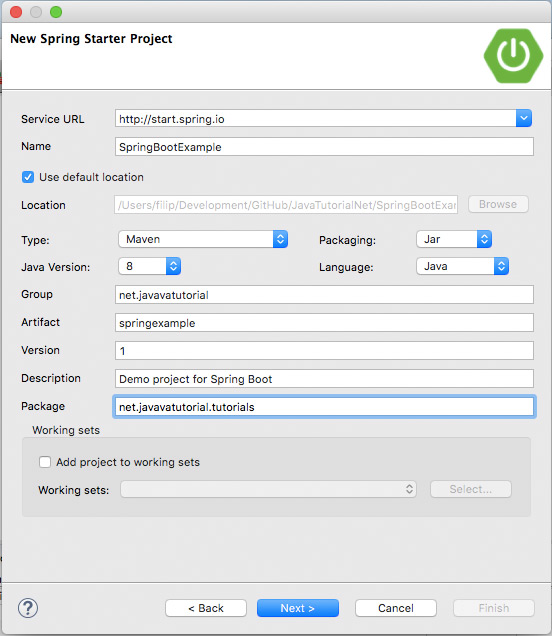 New Spring Starter Project
Service URL http://start.spring.io
Name SpringBootExample
Use default location
Location /Users/filip/Development/GitHub/JavaTutorialNet/SpringBootExa Browse
Type: Maven Packaging: Jar
Java Version: 8 Language: Java
Group net.javavatutorial
Artifact springexample
Version 1
Description Demo project for Spring Boot
Package net.javavatutorial.tutorials
Working sets
Add project to working sets
Working sets: Select...
? < Back Next > Cancel Finish